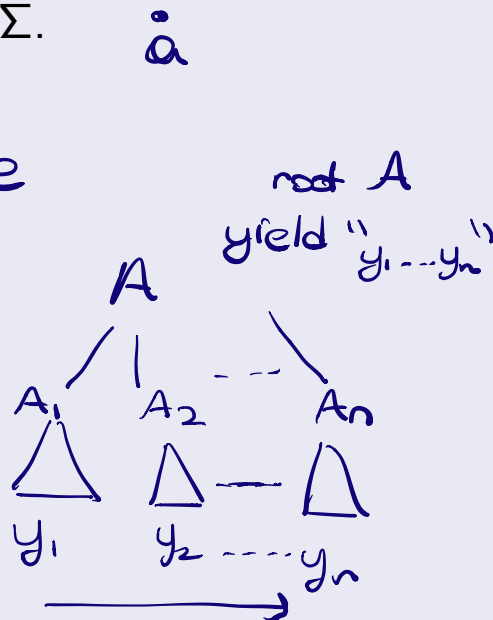 Σ.
a
e
root A
yield "y₁---yₙ"
A
A₁ A₂ --- Aₙ
y₁ y₂ ---- yₙ